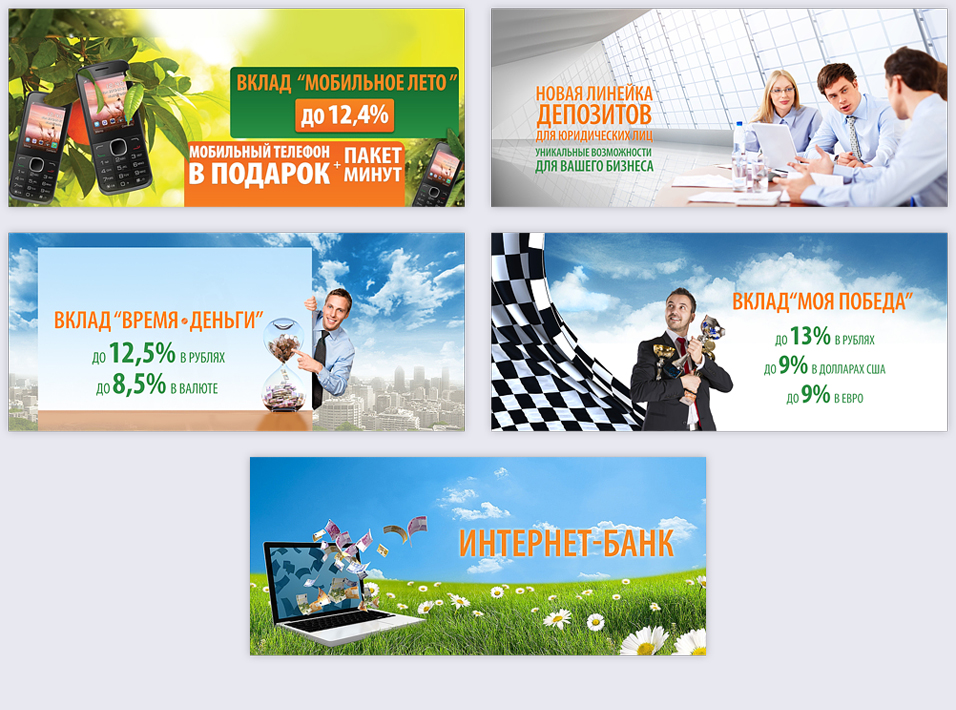 ВКЛАД “МОБИЛЬНОЕ ЛЕТО”
до 12,4%
МОБИЛЬНЫЙ ТЕЛЕФОН
В ПОДАРОК
+
ПАКЕТ
МИНУТ
НОВАЯ ЛИНЕЙКА
ДЕПОЗИТОВ
ДЛЯ ЮРИДИЧЕСКИХ ЛИЦ
УНИКАЛЬНЫЕ ВОЗМОЖНОСТИ
ДЛЯ ВАШЕГО БИЗНЕСА
ВКЛАД “ВРЕМЯ • ДЕНЬГИ”
ДО 12,5% В РУБЛЯХ
ДО 8,5% В ВАЛЮТЕ
ВКЛАД “МОЯ ПОБЕДА”
ДО 13% В РУБЛЯХ
ДО 9% В ДОЛЛАРАХ США
ДО 9% В ЕВРО
ИНТЕРНЕТ-БАНК